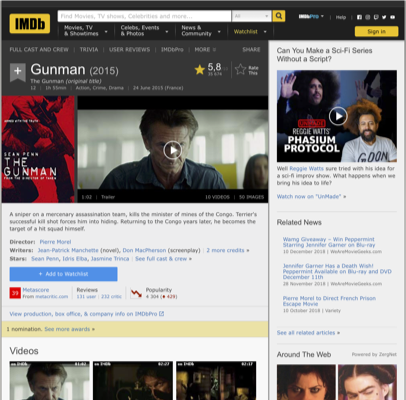 IMDb
Find Movies, TV shows, Celebrities and more...
All
IMDbPro
Help
Movies, TV
& Showtimes
Celebs, Events
& Photos
News &
Community
Watchlist
Sign in
FULL CAST AND CREW | TRIVIA | USER REVIEWS | IMDbPro | MORE
SHARE
Gunman (2015)
The Gunman (original title)
12 | 1h 55min | Action, Crime, Drama | 24 June 2015 (France)
5,8
Rate
This
SEAN PENN
THE
GUNMAN
1:02 | Trailer
10 VIDEOS | 50 IMAGES
A sniper on a mercenary assassination team, kills the minister of mines of the Congo. Terrier's
successful kill shot forces him into hiding. Returning to the Congo years later, he becomes the
target of a hit squad himself.
Director: Pierre Morel
Writers: Jean-Patrick Manchette (novel), Don MacPherson (screenplay) | 2 more credits »
Stars: Sean Penn, Idris Elba, Jasmine Trinca | See full cast & crew »
+ Add to Watchlist
39
Metascore
From metacritic.com
Reviews
131 user | 232 critic
Popularity
4 304 (429)
View production, box office, & company info on IMDbPro
1 nomination. See more awards »
Videos
01:02
02:22
02:17
Can You Make a Sci-Fi Series
Without a Script?
REGGIE WATTS'
PHASIUM
PROTOCOL
Well Reggie Watts sure tried with his idea for
a sci-fi improv show. What happens when we
bring his idea to life?
Watch now on "UnMade" »
Related News
Warng Giveaway – Win Peppermint
Starring Jennifer Garner on Blu-ray
10 December 2018 | WeAreMovieGeeks.com
Jennifer Garner Has a Death Wish!
Peppermint Available on Blu-ray and DVD
December 11th
28 November 2018 | WeAreMovieGeeks.com
Pierre Morel to Direct French Prison
Escape Movie
10 October 2018 | Variety
See all related articles »
Around The Web
Powered by ZergNet